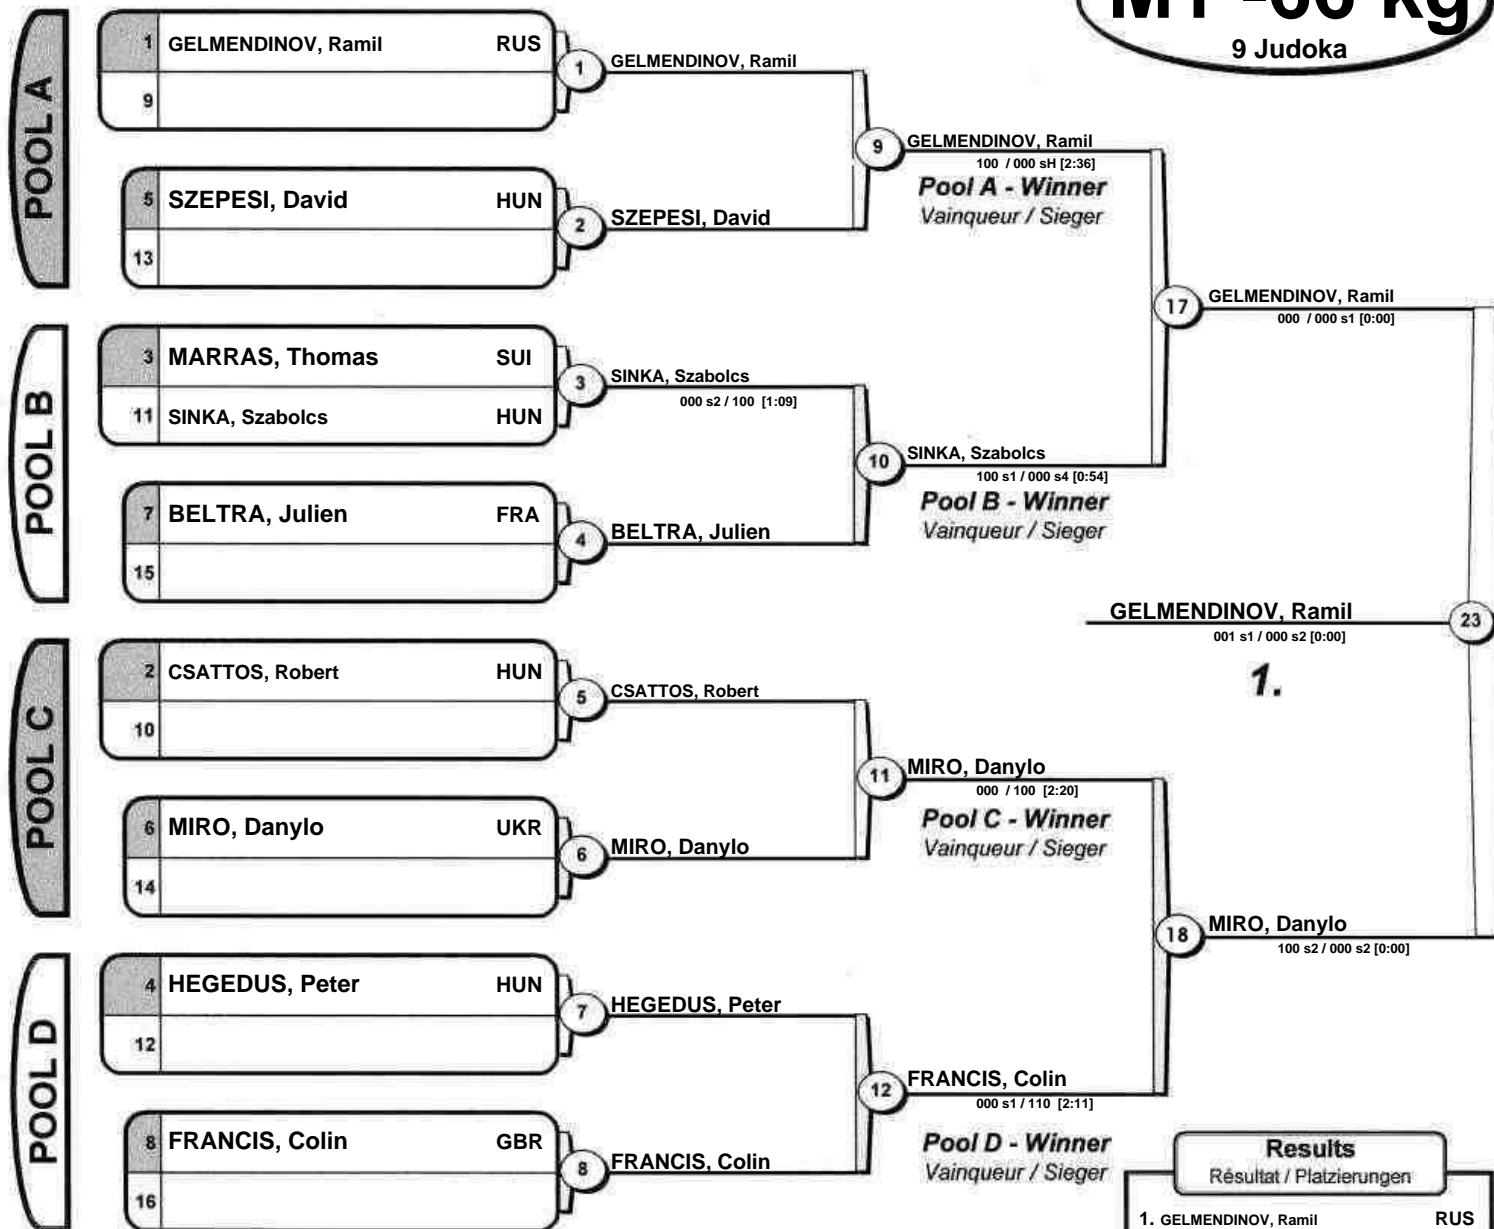 M1 -66 kg
9 Judoka
POOL A
1 GELMENDINOV, Ramil RUS
9
1 GELMENDINOV, Ramil
5 SZEPESI, David HUN
13
2 SZEPESI, David
9 GELMENDINOV, Ramil
100 / 000 sH [2:36]
Pool A - Winner
Vainqueur / Sieger
POOL B
3 MARRAS, Thomas SUI
11 SINKA, Szabolcs HUN
3 SINKA, Szabolcs
000 s2 / 100 [1:09]
7 BELTRA, Julien FRA
15
4 BELTRA, Julien
10 SINKA, Szabolcs
100 s1 / 000 s4 [0:54]
Pool B - Winner
Vainqueur / Sieger
17 GELMENDINOV, Ramil
000 / 000 s1 [0:00]
GELMENDINOV, Ramil 23
001 s1 / 000 s2 [0:00]
1.
POOL C
2 CSATTOS, Robert HUN
10
5 CSATTOS, Robert
6 MIRO, Danylo UKR
14
6 MIRO, Danylo
11 MIRO, Danylo
000 / 100 [2:20]
Pool C - Winner
Vainqueur / Sieger
18 MIRO, Danylo
100 s2 / 000 s2 [0:00]
POOL D
4 HEGEDUS, Peter HUN
12
7 HEGEDUS, Peter
8 FRANCIS, Colin GBR
16
8 FRANCIS, Colin
12 FRANCIS, Colin
000 s1 / 110 [2:11]
Pool D - Winner
Vainqueur / Sieger
Results
Résultat / Platzierungen
1. GELMENDINOV, Ramil RUS